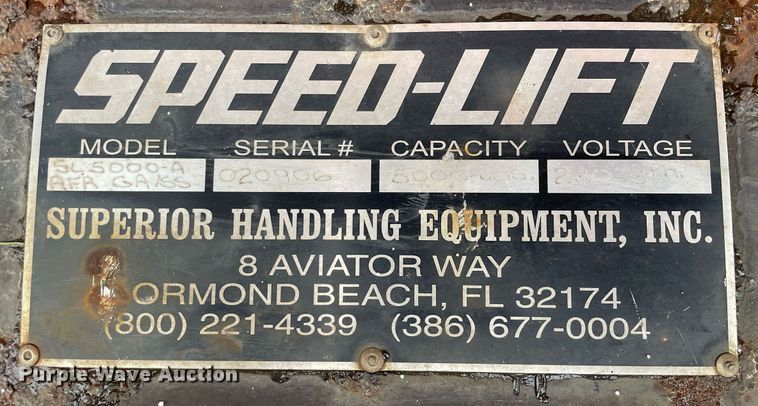 SPEED-LIFT
MODEL SERIAL # CAPACITY VOLTAGE
SL5000-A 020906
SUPERIOR HANDLING EQUIPMENT, INC.
8 AVIATOR WAY
ORMOND BEACH, FL 32174
(800) 221-4339 (386) 677-0004
Purple Wave Auction